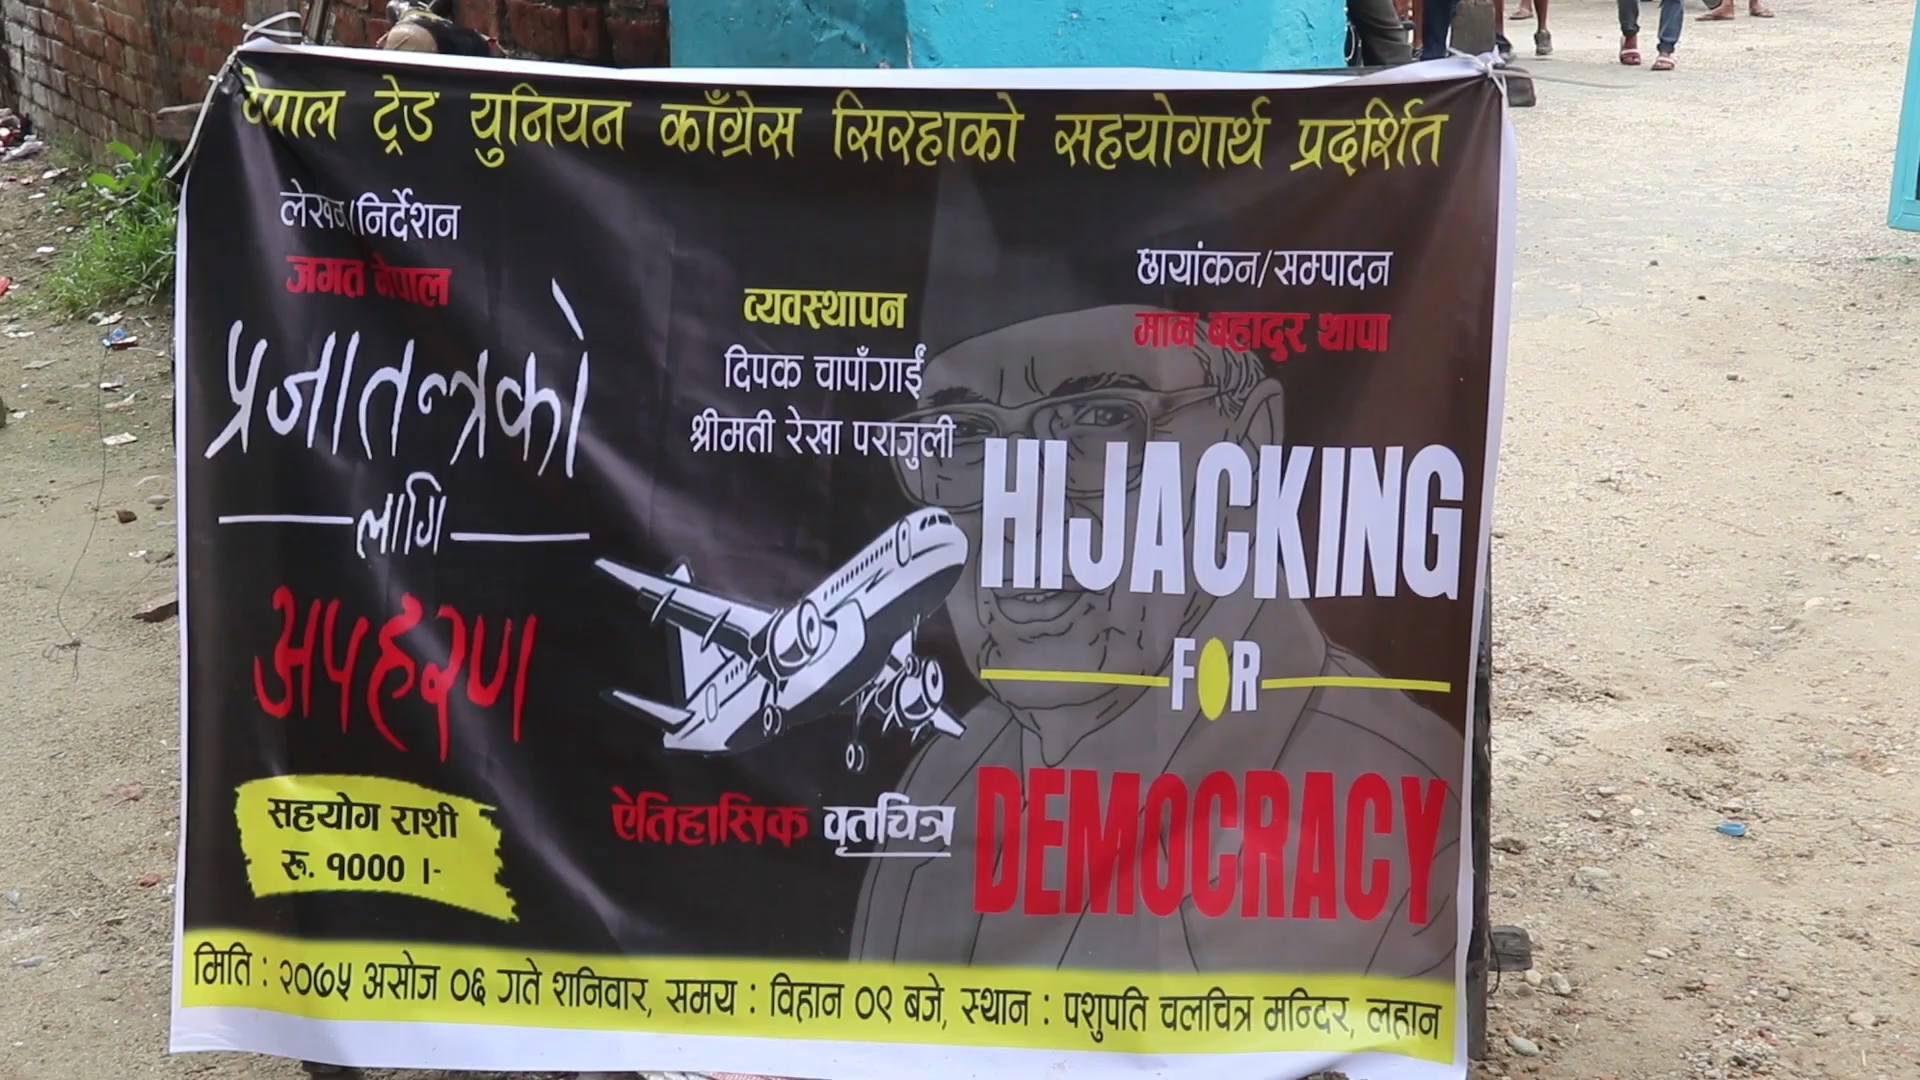 नेपाल ट्रेड युनियन काँग्रेस सिरहाको सहयोगार्थ प्रदर्शित
लेखन/निर्देशन
जगत नेपाल
प्रजातन्त्रको
लागि
अपहरण
सहयोग राशी
रू. १००० ।-
व्यवस्थापन
दिपक चापाँगाईं
श्रीमती रेखा पराजुली
ऐतिहासिक वृतचित्र
छायांकन/सम्पादन
मान बहादुर थापा
HIJACKING
FOR
DEMOCRACY
मिति : २०७५ असोज ०६ गते शनिवार, समय : विहान ०९ बजे, स्थान : पशुपति चलचित्र मन्दिर, लहान